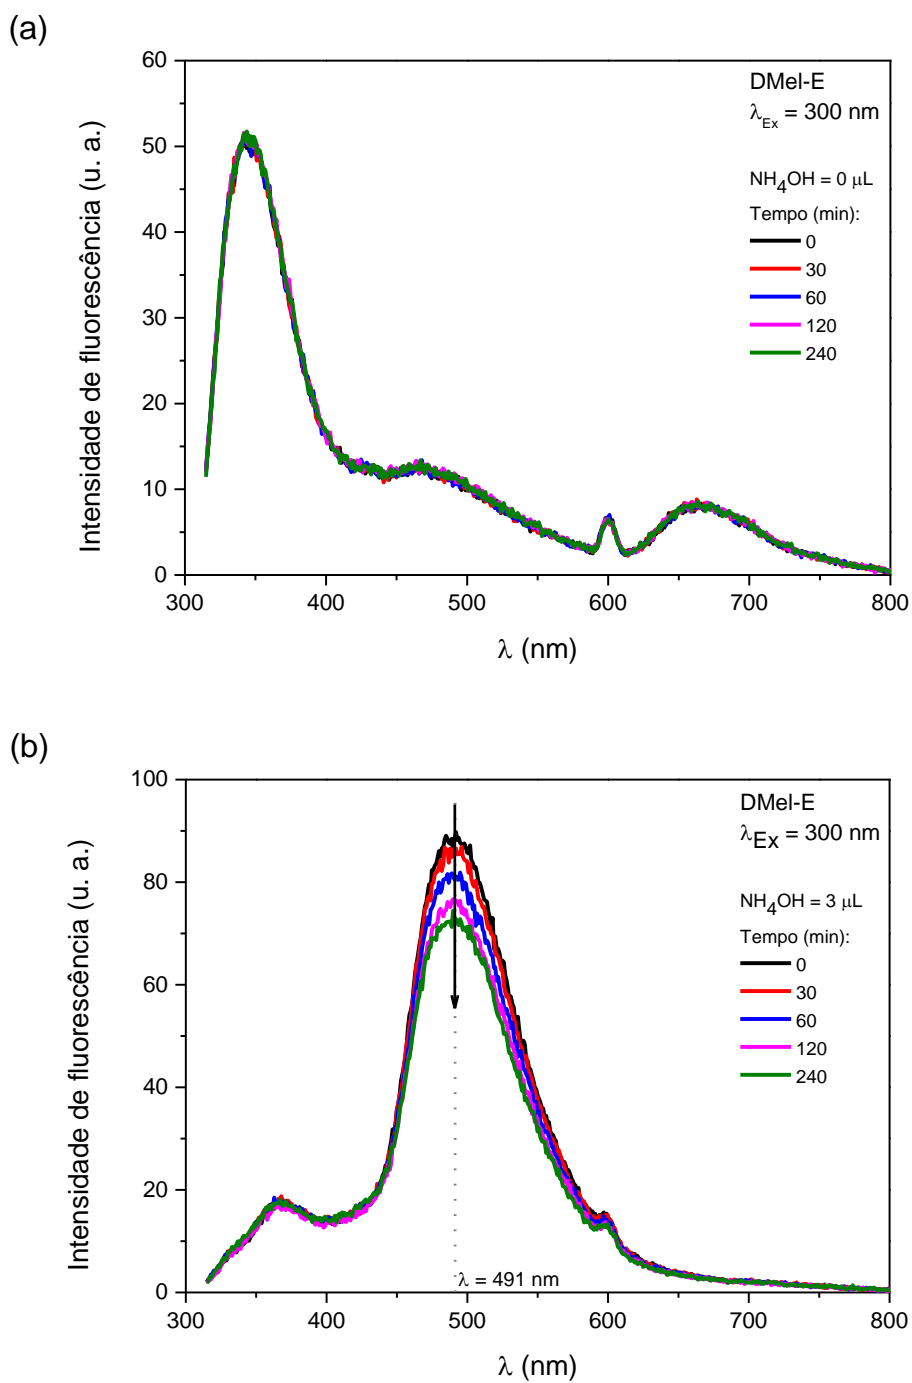 (a)
60
50
40
30
20
10
0
Intensidade de fluorescência (u. a.)
DMel-E
λEx = 300 nm
NH4OH = 0 μL
Tempo (min):
0
30
60
120
240
300 400 500 600 700 800
λ (nm)
(b)
100
80
60
40
20
0
Intensidade de fluorescência (u. a.)
DMel-E
λEx = 300 nm
NH4OH = 3 μL
Tempo (min):
0
30
60
120
240
λ = 491 nm
300 400 500 600 700 800
λ (nm)